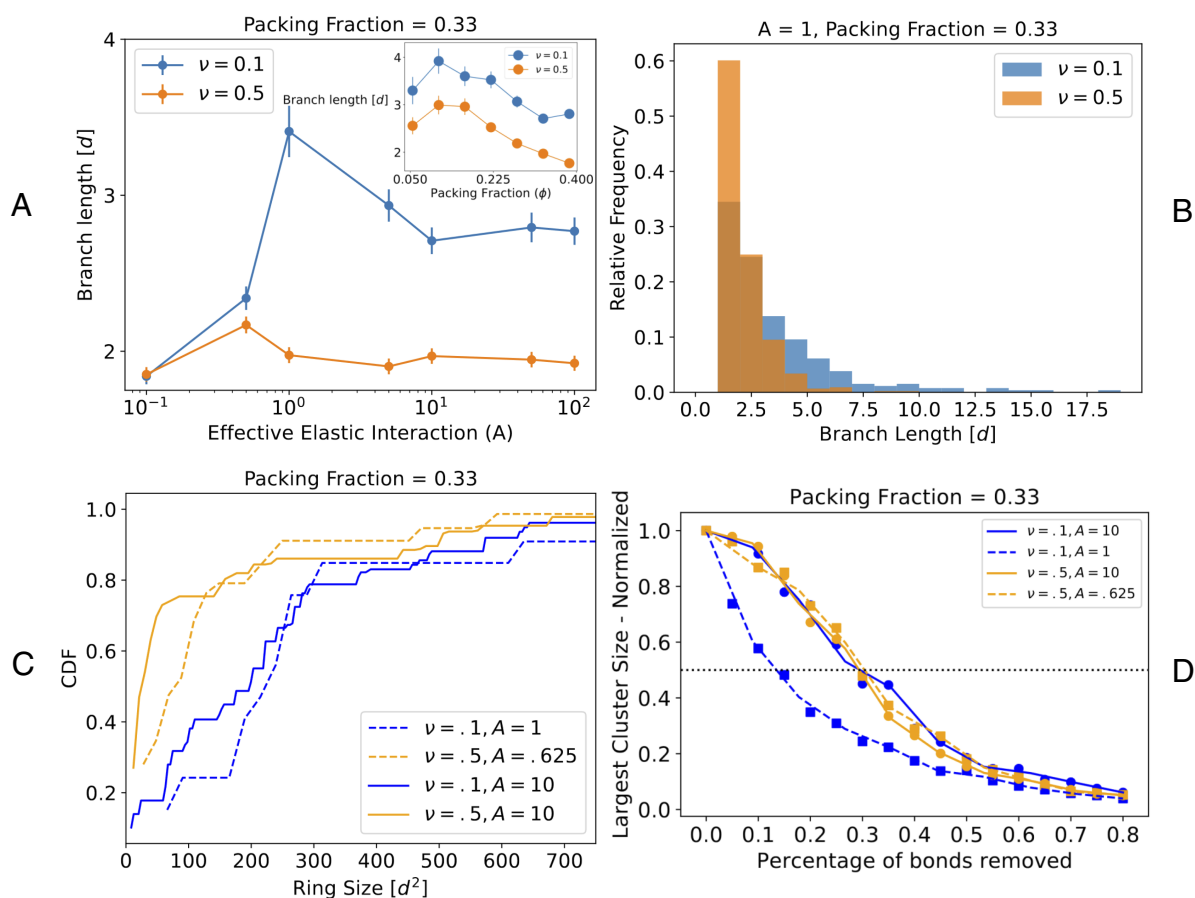 A
Packing Fraction = 0.33
Branch length [d]
4
3
2
ν = 0.1
ν = 0.5
4
3
2
Branch length [d]
ν=0.1
ν=0.5
0.050 0.225 0.400
Packing Fraction (ϕ)
10⁻¹ 10⁰ 10¹ 10²
Effective Elastic Interaction (A)
B
A = 1, Packing Fraction = 0.33
Relative Frequency
0.6
0.5
0.4
0.3
0.2
0.1
0.0
ν = 0.1
ν = 0.5
0.0 2.5 5.0 7.5 10.0 12.5 15.0 17.5
Branch Length [d]
C
Packing Fraction = 0.33
CDF
1.0
0.8
0.6
0.4
0.2
ν = .1, A = 1
ν = .5, A = .625
ν = .1, A = 10
ν = .5, A = 10
0 100 200 300 400 500 600 700
Ring Size [d²]
D
Packing Fraction = 0.33
Largest Cluster Size - Normalized
1.0
0.8
0.6
0.4
0.2
0.0
ν = .1, A = 10
ν = .1, A = 1
ν = .5, A = 10
ν = .5, A = .625
0.0 0.1 0.2 0.3 0.4 0.5 0.6 0.7 0.8
Percentage of bonds removed